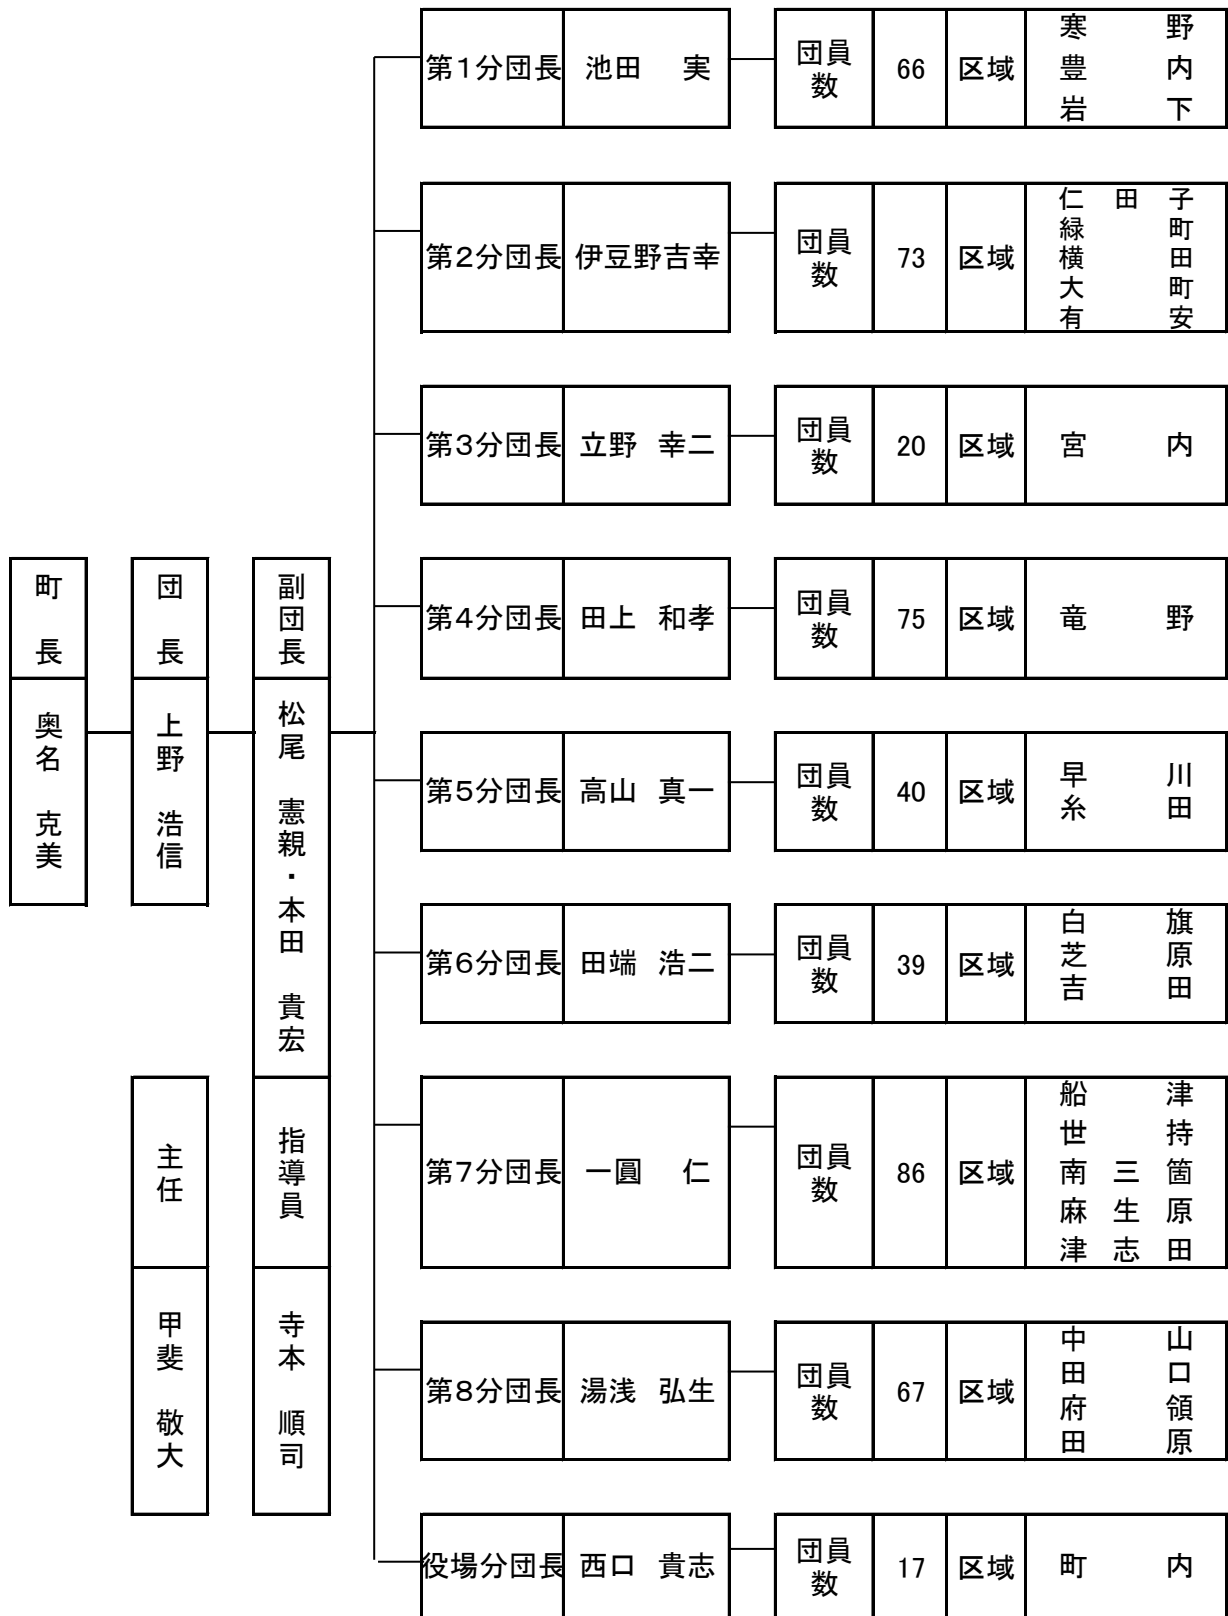 町長
奥名 克美
団長
上野 浩信
副団長
松尾 憲親・本田 貴宏
主任
甲斐 敬大
指導員
寺本 順司
第1分団長 池田 実 団員数 66 区域 寒野 豊内 岩下
第2分団長 伊豆野吉幸 団員数 73 区域 仁田子 緑町 横田 大町 有安
第3分団長 立野 幸二 団員数 20 区域 宮内
第4分団長 田上 和孝 団員数 75 区域 竜野
第5分団長 高山 真一 団員数 40 区域 早川 糸田
第6分団長 田端 浩二 団員数 39 区域 白旗 芝原 吉田
第7分団長 一圓 仁 団員数 86 区域 船津 世持 南三箇 麻生原 津志田
第8分団長 湯浅 弘生 団員数 67 区域 中山 田口 府領 田原
役場分団長 西口 貴志 団員数 17 区域 町内